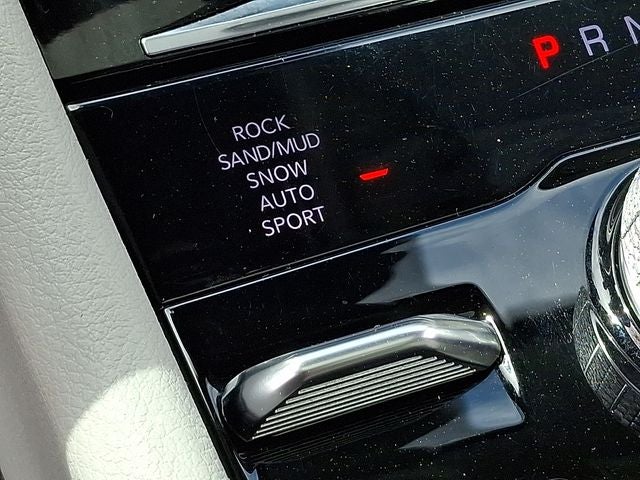 P R N
ROCK
SAND/MUD
SNOW
AUTO
SPORT